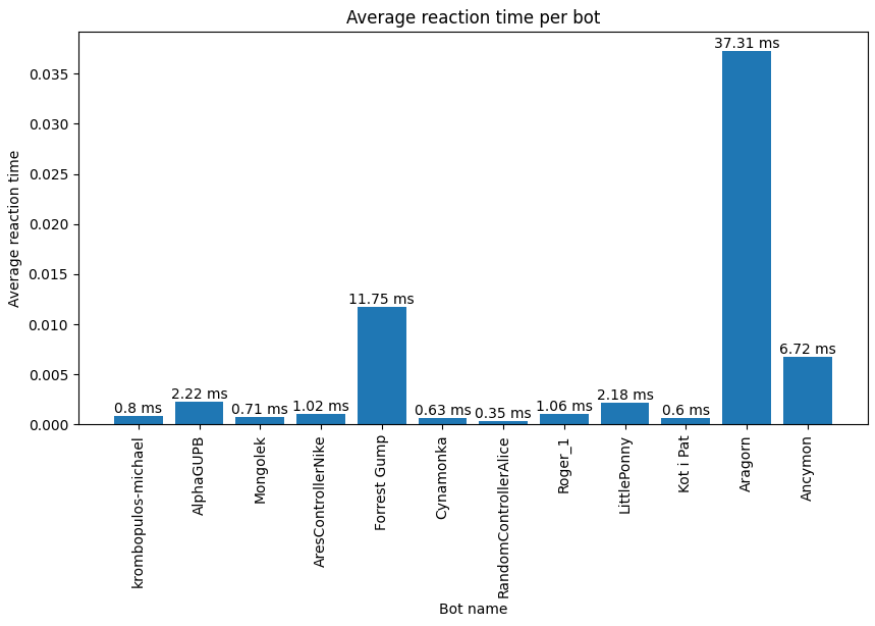 Average reaction time per bot
Average reaction time
0.035
0.030
0.025
0.020
0.015
0.010
0.005
0.000
0.8 ms
2.22 ms
0.71 ms
1.02 ms
11.75 ms
0.63 ms
0.35 ms
1.06 ms
2.18 ms
0.6 ms
37.31 ms
6.72 ms
krombopulos-michael
AlphaGUPB
Mongolek
AresControllerNike
Forrest Gump
Cynamonka
RandomControllerAlice
Roger_1
LittlePonny
Kot i Pat
Aragorn
Ancymon
Bot name